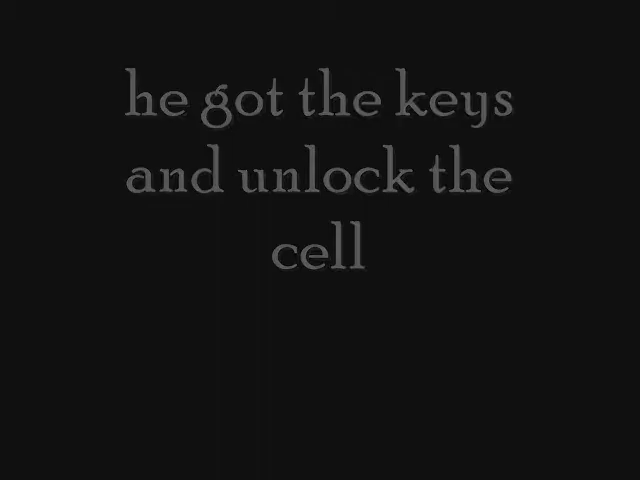 he got the keys
and unlock the
cell